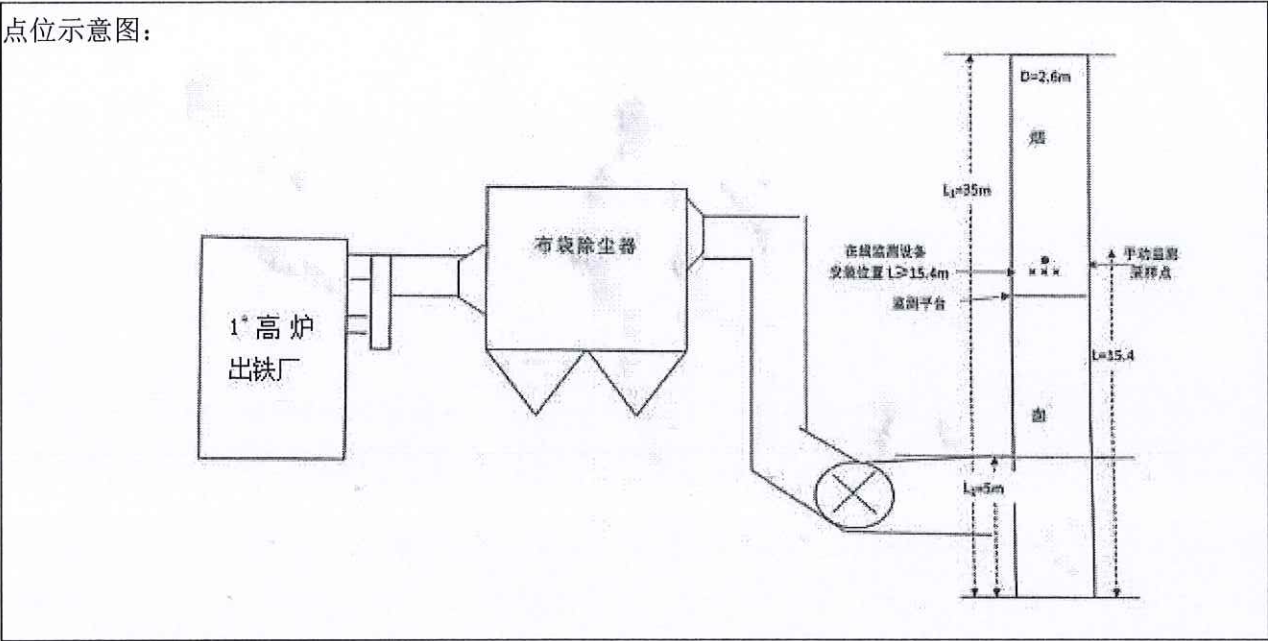 点位示意图：
D=2.6m
烟
L₁=35m
布袋除尘器
在线监测设备
安装位置 L=15.4m
手动监测
采样点
监测平台
1# 高 炉
出铁厂
L=15.4
囱
L₂=5m